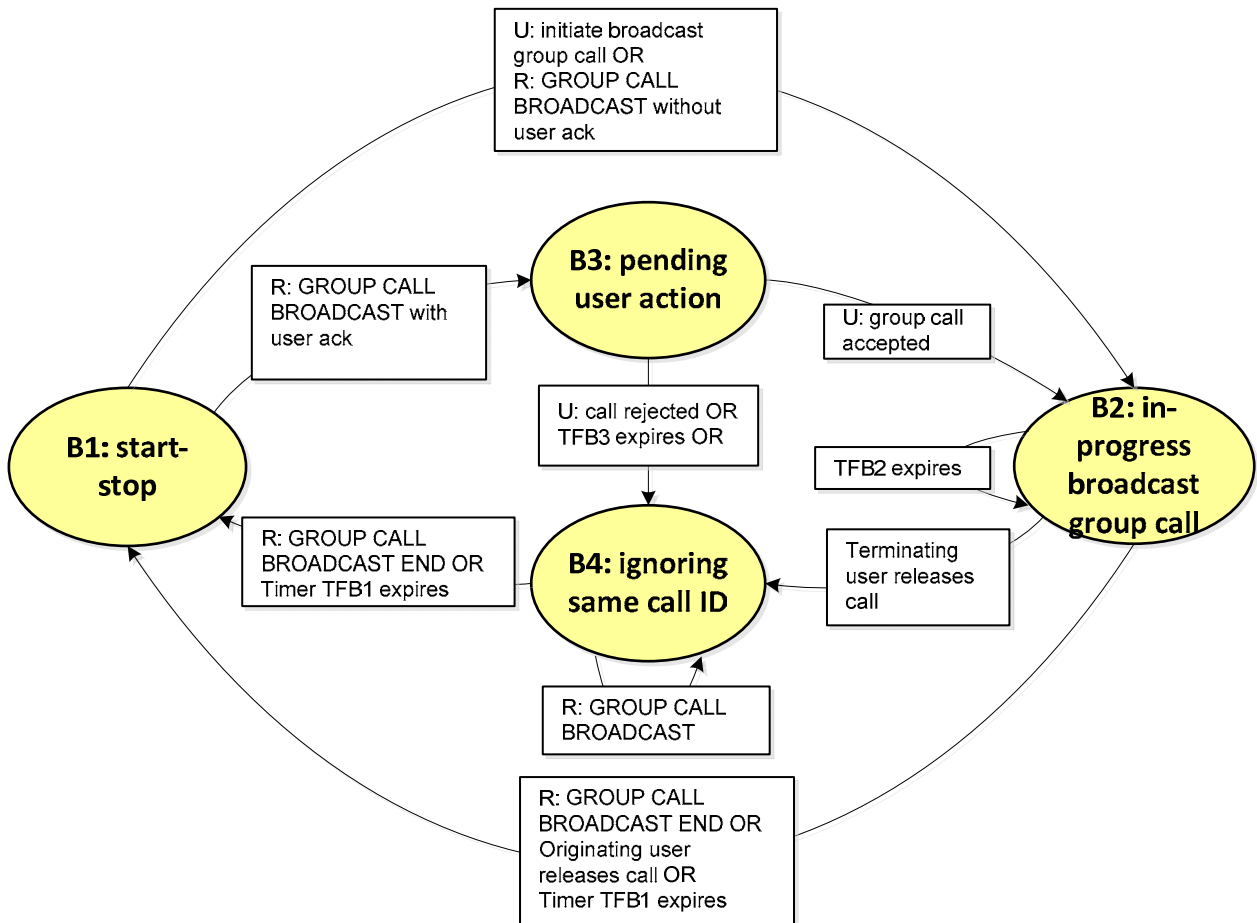 U: initiate broadcast
group call OR
R: GROUP CALL
BROADCAST without
user ack
B3: pending
user action
R: GROUP CALL
BROADCAST with
user ack
U: group call
accepted
U: call rejected OR
TFB3 expires OR
B1: start-
stop
B2: in-
progress
broadcast
group call
TFB2 expires
R: GROUP CALL
BROADCAST END OR
Timer TFB1 expires
B4: ignoring
same call ID
Terminating
user releases
call
R: GROUP CALL
BROADCAST
R: GROUP CALL
BROADCAST END OR
Originating user
releases call OR
Timer TFB1 expires